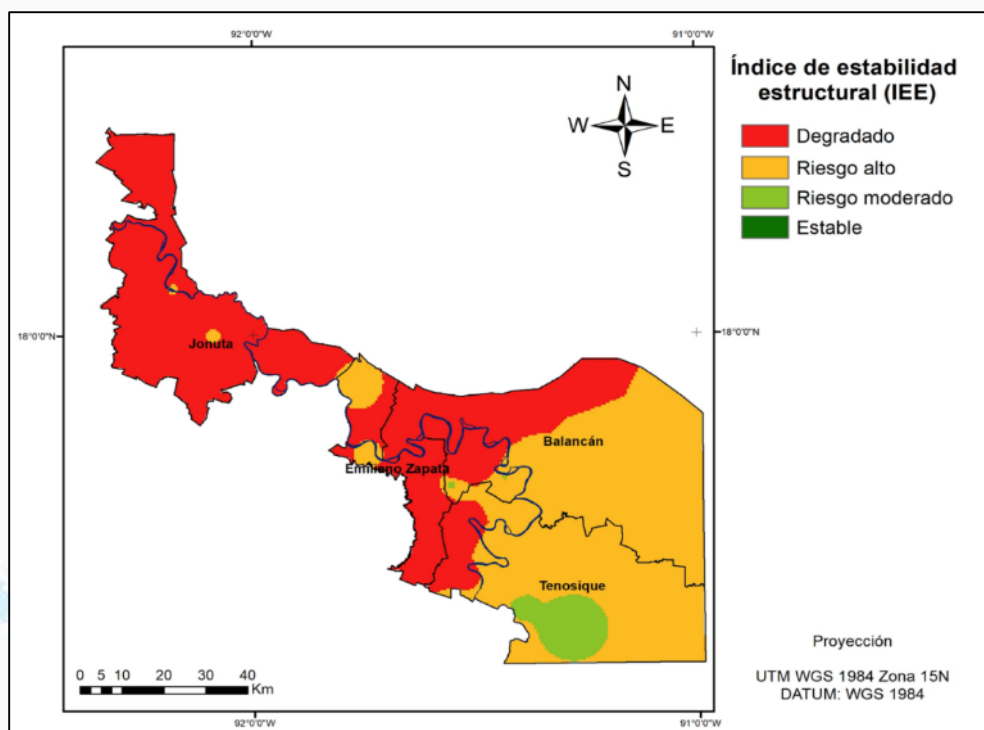 92°0'0"W
91°0'0"W
Índice de estabilidad
estructural (IEE)
Degradado
Riesgo alto
Riesgo moderado
Estable
N
W
E
S
18°0'0"N
18°0'0"N
Jonuta
Balancán
Emiliano Zapata
Tenosique
0 5 10 20 30 40
Km
Proyección
UTM WGS 1984 Zona 15N
DATUM: WGS 1984
92°0'0"W
91°0'0"W